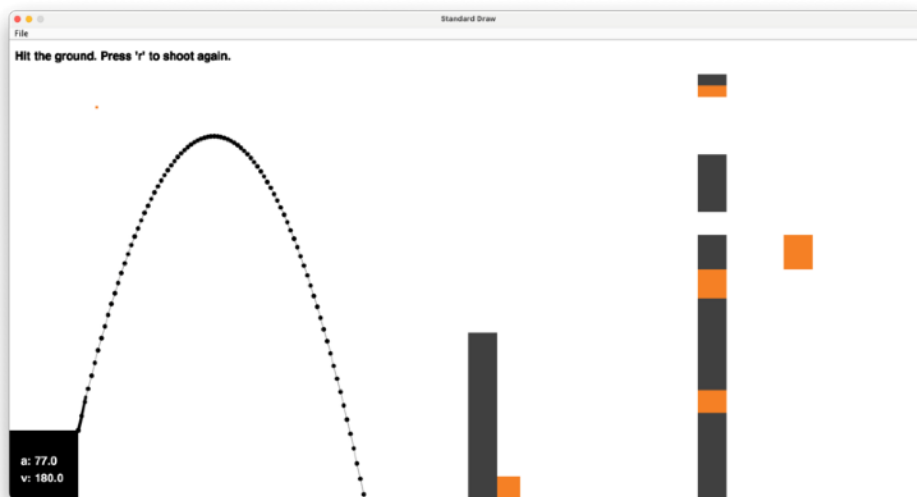 Standard Draw
File
Hit the ground. Press 'r' to shoot again.
a: 77.0
v: 180.0